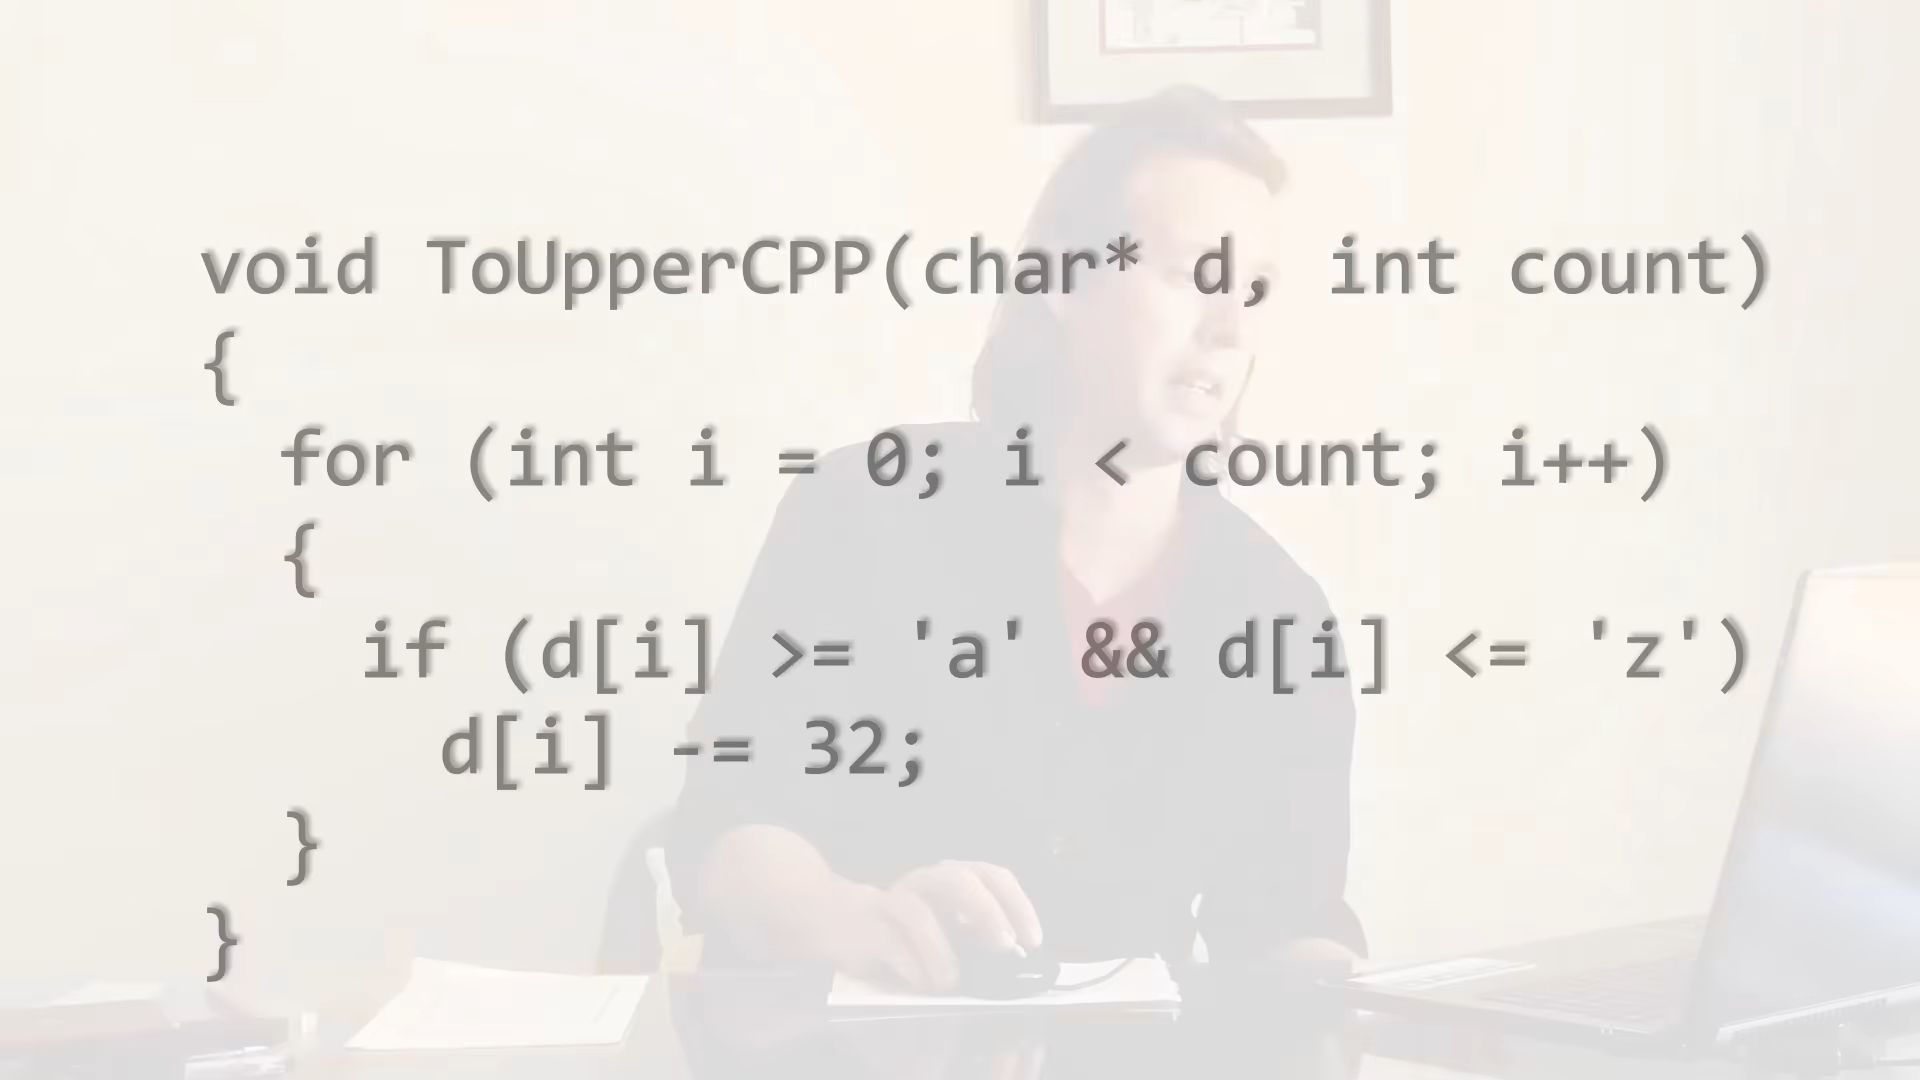 void ToUpperCPP(char* d, int count)
{
for (int i = 0; i < count; i++)
{
if (d[i] >= 'a' && d[i] <= 'z')
d[i] -= 32;
}
}